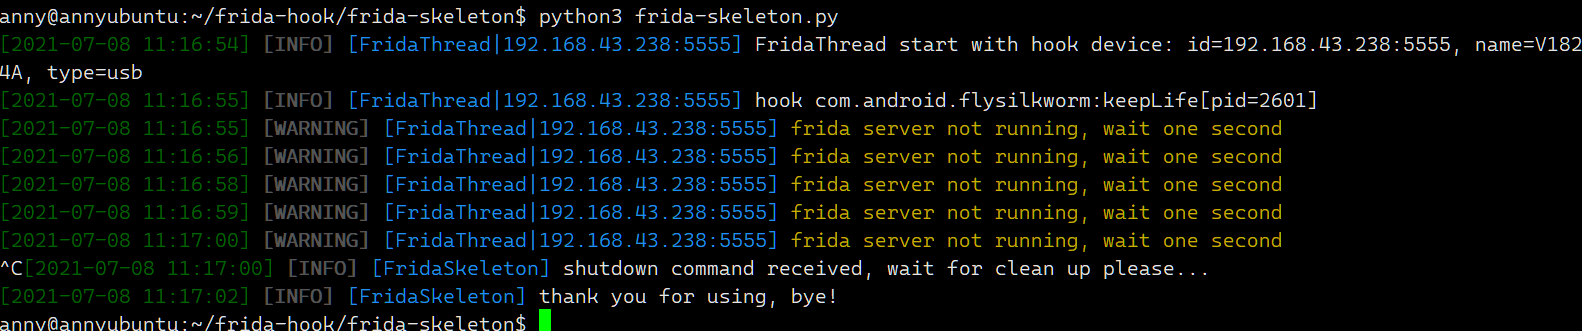 anny@annyubuntu:~/frida-hook/frida-skeleton$ python3 frida-skeleton.py
[2021-07-08 11:16:54] [INFO] [FridaThread|192.168.43.238:5555] FridaThread start with hook device: id=192.168.43.238:5555, name=V182
4A, type=usb
[2021-07-08 11:16:55] [INFO] [FridaThread|192.168.43.238:5555] hook com.android.flysilkworm:keepLife[pid=2601]
[2021-07-08 11:16:55] [WARNING] [FridaThread|192.168.43.238:5555] frida server not running, wait one second
[2021-07-08 11:16:56] [WARNING] [FridaThread|192.168.43.238:5555] frida server not running, wait one second
[2021-07-08 11:16:58] [WARNING] [FridaThread|192.168.43.238:5555] frida server not running, wait one second
[2021-07-08 11:16:59] [WARNING] [FridaThread|192.168.43.238:5555] frida server not running, wait one second
[2021-07-08 11:17:00] [WARNING] [FridaThread|192.168.43.238:5555] frida server not running, wait one second
^C[2021-07-08 11:17:00] [INFO] [FridaSkeleton] shutdown command received, wait for clean up please...
[2021-07-08 11:17:02] [INFO] [FridaSkeleton] thank you for using, bye!
anny@annyubuntu:~/frida-hook/frida-skeleton$